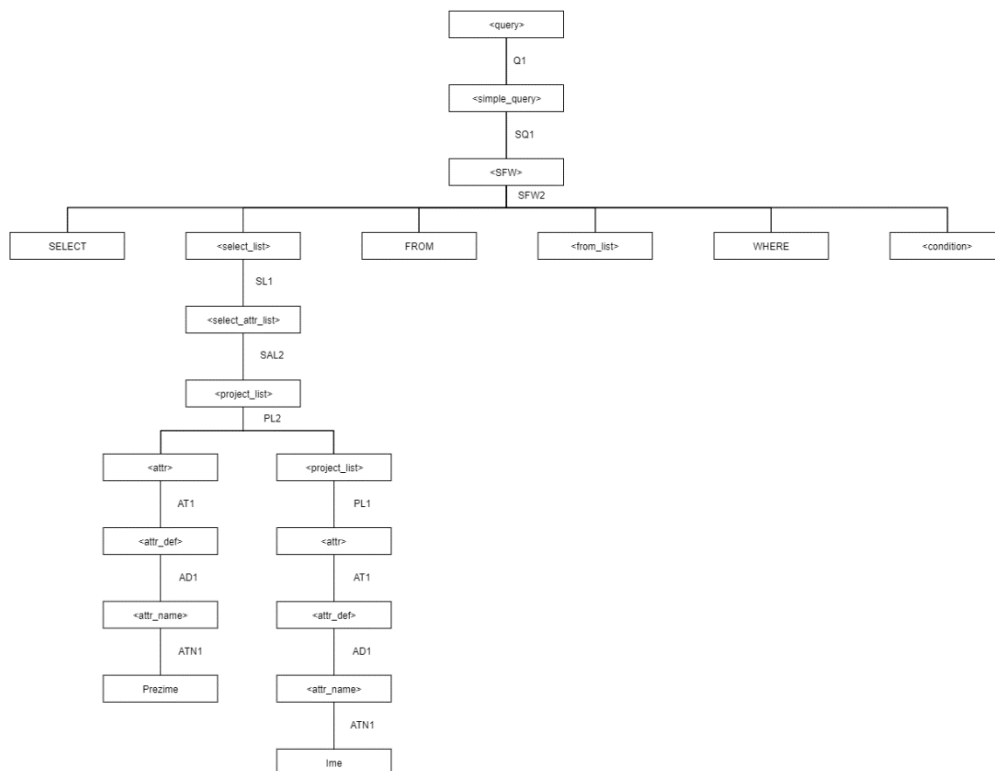 <query>
Q1
<simple_query>
SQ1
<SFW>
SFW2
SELECT
<select_list>
FROM
<from_list>
WHERE
<condition>
SL1
<select_attr_list>
SAL2
<project_list>
PL2
<attr>
<project_list>
AT1
PL1
<attr_def>
<attr>
AD1
AT1
<attr_name>
<attr_def>
ATN1
AD1
Prezime
<attr_name>
ATN1
Ime